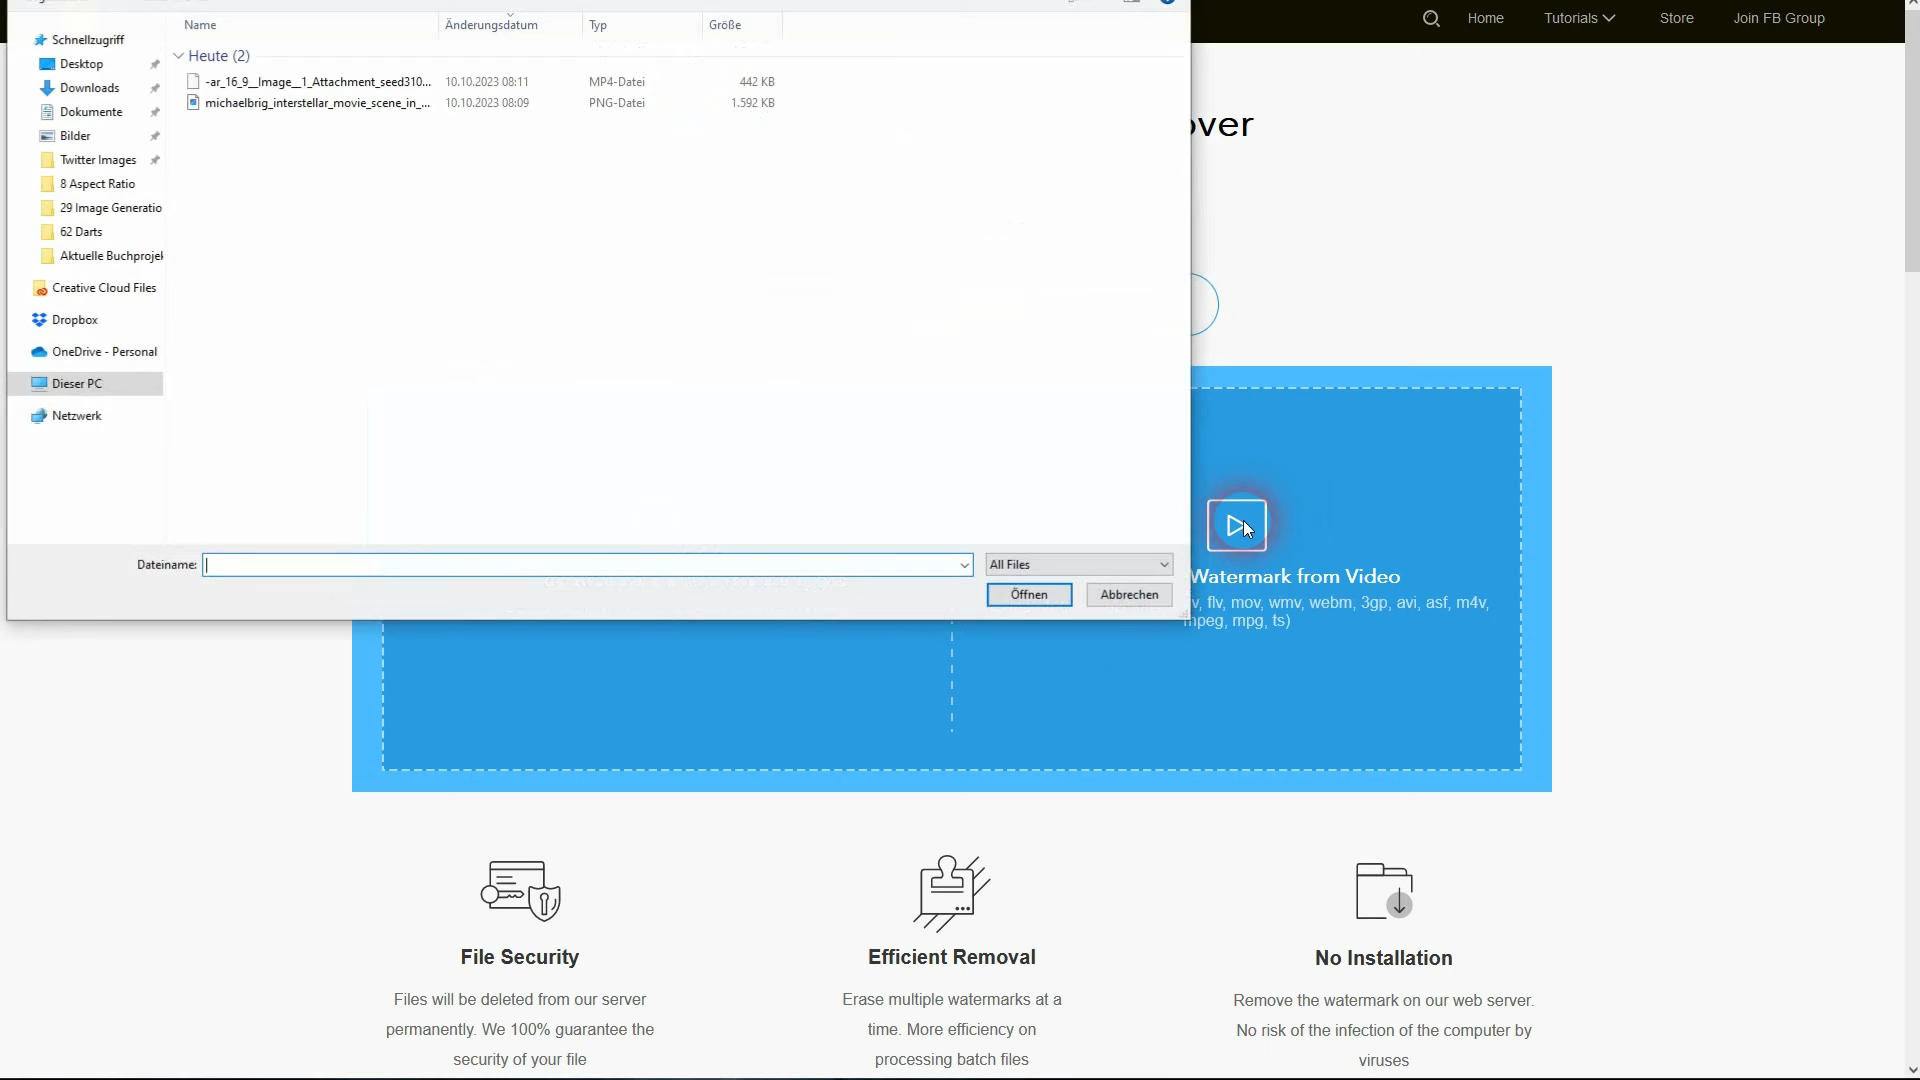 Name Änderungsdatum Typ Größe
Heute (2)
-ar_16_9__Image__1_Attachment_seed310... 10.10.2023 08:11 MP4-Datei 442 KB
michaelbrig_interstellar_movie_scene_in_... 10.10.2023 08:09 PNG-Datei 1.592 KB
Schnellzugriff
Desktop
Downloads
Dokumente
Bilder
Twitter Images
8 Aspect Ratio
29 Image Generatio
62 Darts
Aktuelle Buchprojek
Creative Cloud Files
Dropbox
OneDrive - Personal
Dieser PC
Netzwerk
Dateiname: All Files
Öffnen Abbrechen
Home Tutorials Store Join FB Group
over
Watermark from Video
v, flv, mov, wmv, webm, 3gp, avi, asf, m4v,
mpeg, mpg, ts)
File Security
Files will be deleted from our server
permanently. We 100% guarantee the
security of your file
Efficient Removal
Erase multiple watermarks at a
time. More efficiency on
processing batch files
No Installation
Remove the watermark on our web server.
No risk of the infection of the computer by
viruses